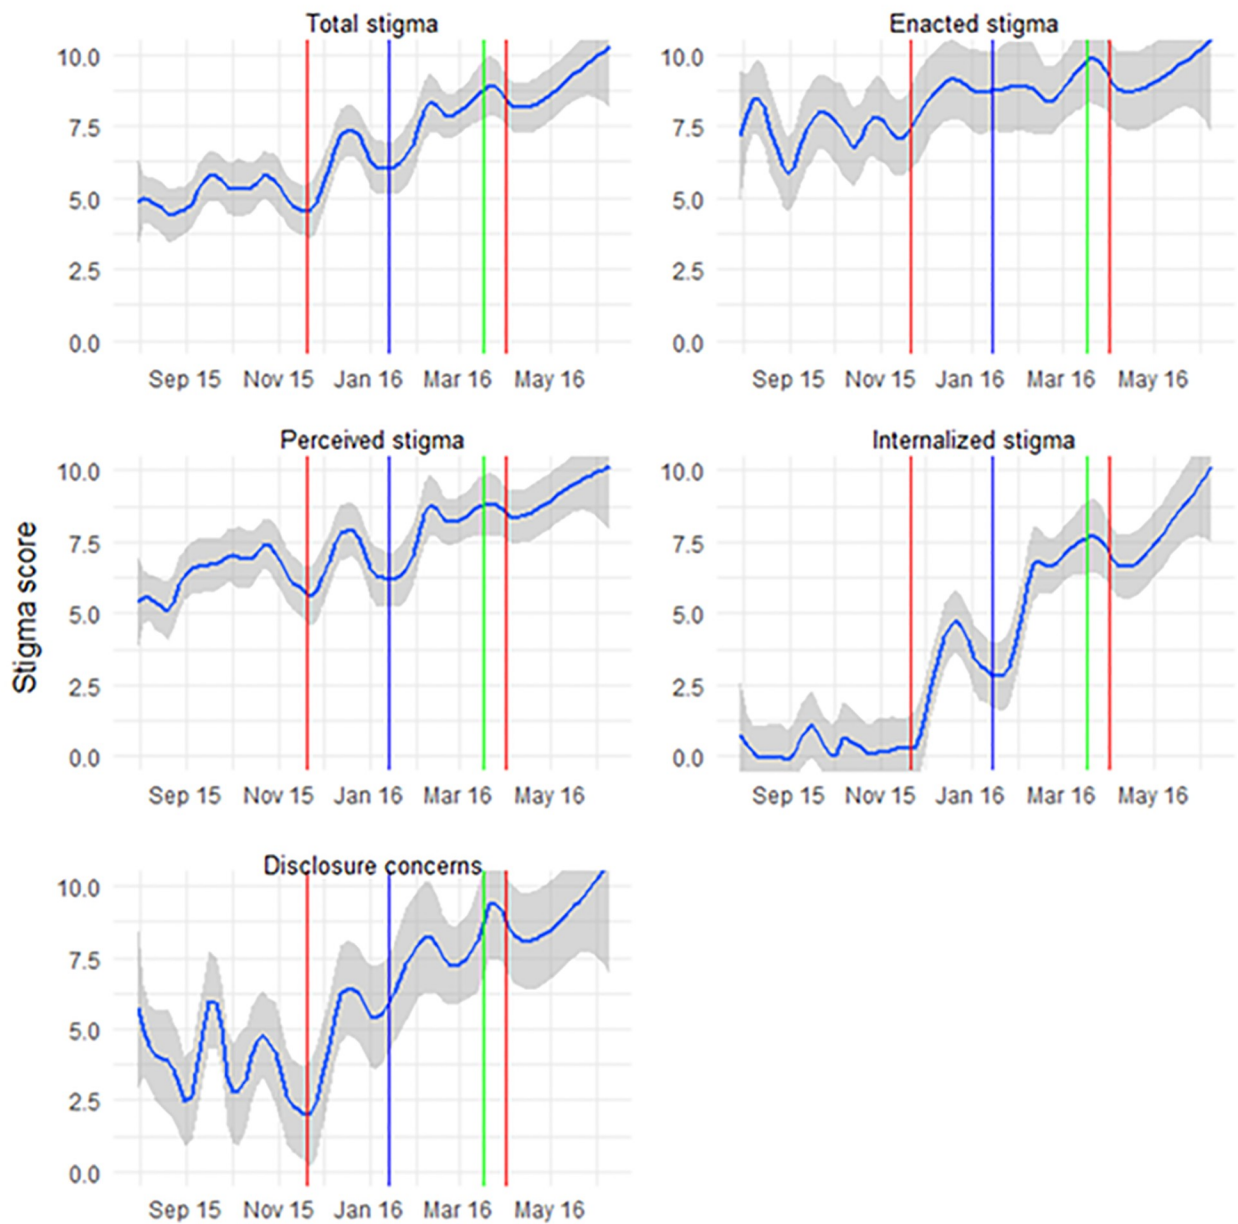 Total stigma
10.0
7.5
5.0
2.5
0.0
Sep 15 Nov 15 Jan 16 Mar 16 May 16
Enacted stigma
10.0
7.5
5.0
2.5
0.0
Sep 15 Nov 15 Jan 16 Mar 16 May 16
Stigma score
Perceived stigma
10.0
7.5
5.0
2.5
0.0
Sep 15 Nov 15 Jan 16 Mar 16 May 16
Internalized stigma
10.0
7.5
5.0
2.5
0.0
Sep 15 Nov 15 Jan 16 Mar 16 May 16
Disclosure concerns
10.0
7.5
5.0
2.5
0.0
Sep 15 Nov 15 Jan 16 Mar 16 May 16